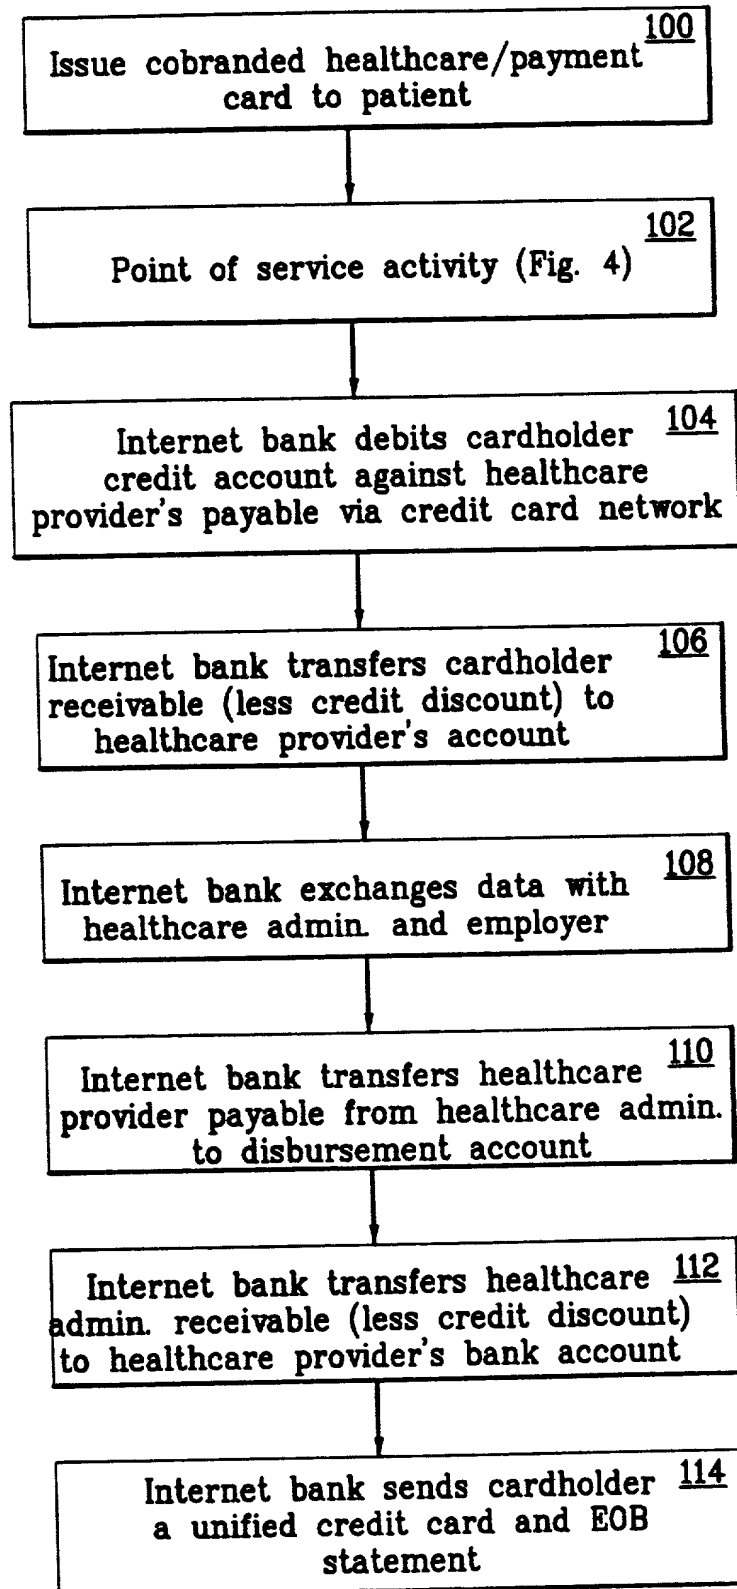 100
Issue cobranded healthcare/payment
card to patient
102
Point of service activity (Fig. 4)
104
Internet bank debits cardholder
credit account against healthcare
provider's payable via credit card network
106
Internet bank transfers cardholder
receivable (less credit discount) to
healthcare provider's account
108
Internet bank exchanges data with
healthcare admin. and employer
110
Internet bank transfers healthcare
provider payable from healthcare admin.
to disbursement account
112
Internet bank transfers healthcare
admin. receivable (less credit discount)
to healthcare provider's bank account
114
Internet bank sends cardholder
a unified credit card and EOB
statement